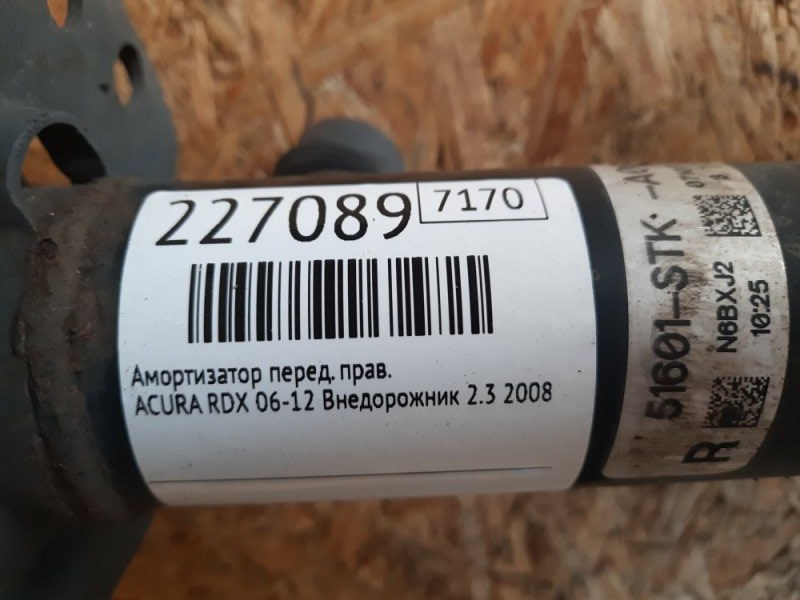 227089
7170
Амортизатор перед. прав.
ACURA RDX 06-12 Внедорожник 2.3 2008
51601-STK-
R
N6BXJ2
10:25